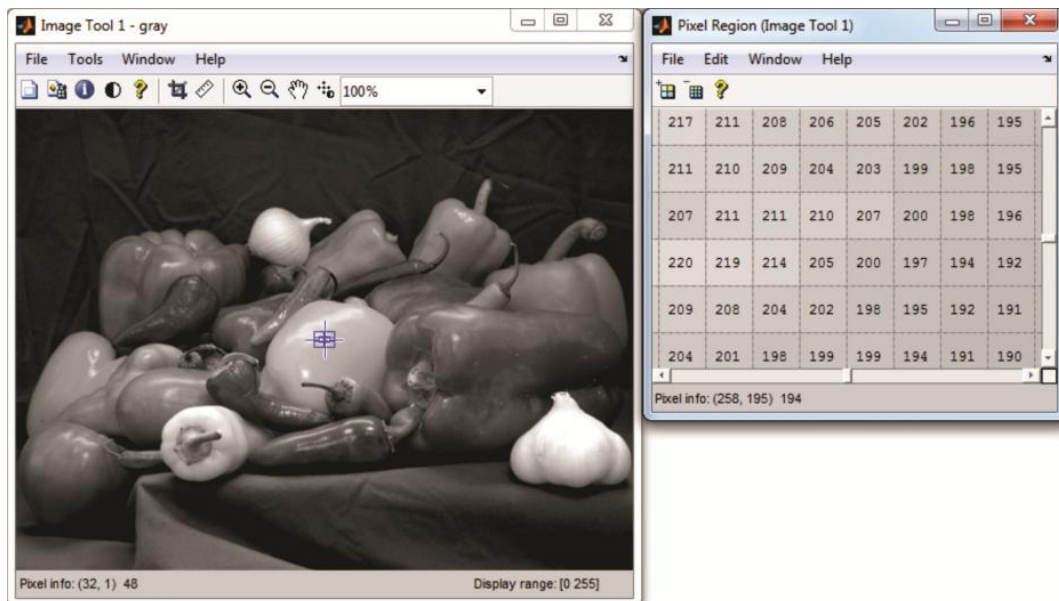 Image Tool 1 - gray
File Tools Window Help
100%
Pixel info: (32, 1) 48
Display range: [0 255]
Pixel Region (Image Tool 1)
File Edit Window Help
217 211 208 206 205 202 196 195
211 210 209 204 203 199 198 195
207 211 211 210 207 200 198 196
220 219 214 205 200 197 194 192
209 208 204 202 198 195 192 191
204 201 198 199 199 194 191 190
Pixel info: (258, 195) 194